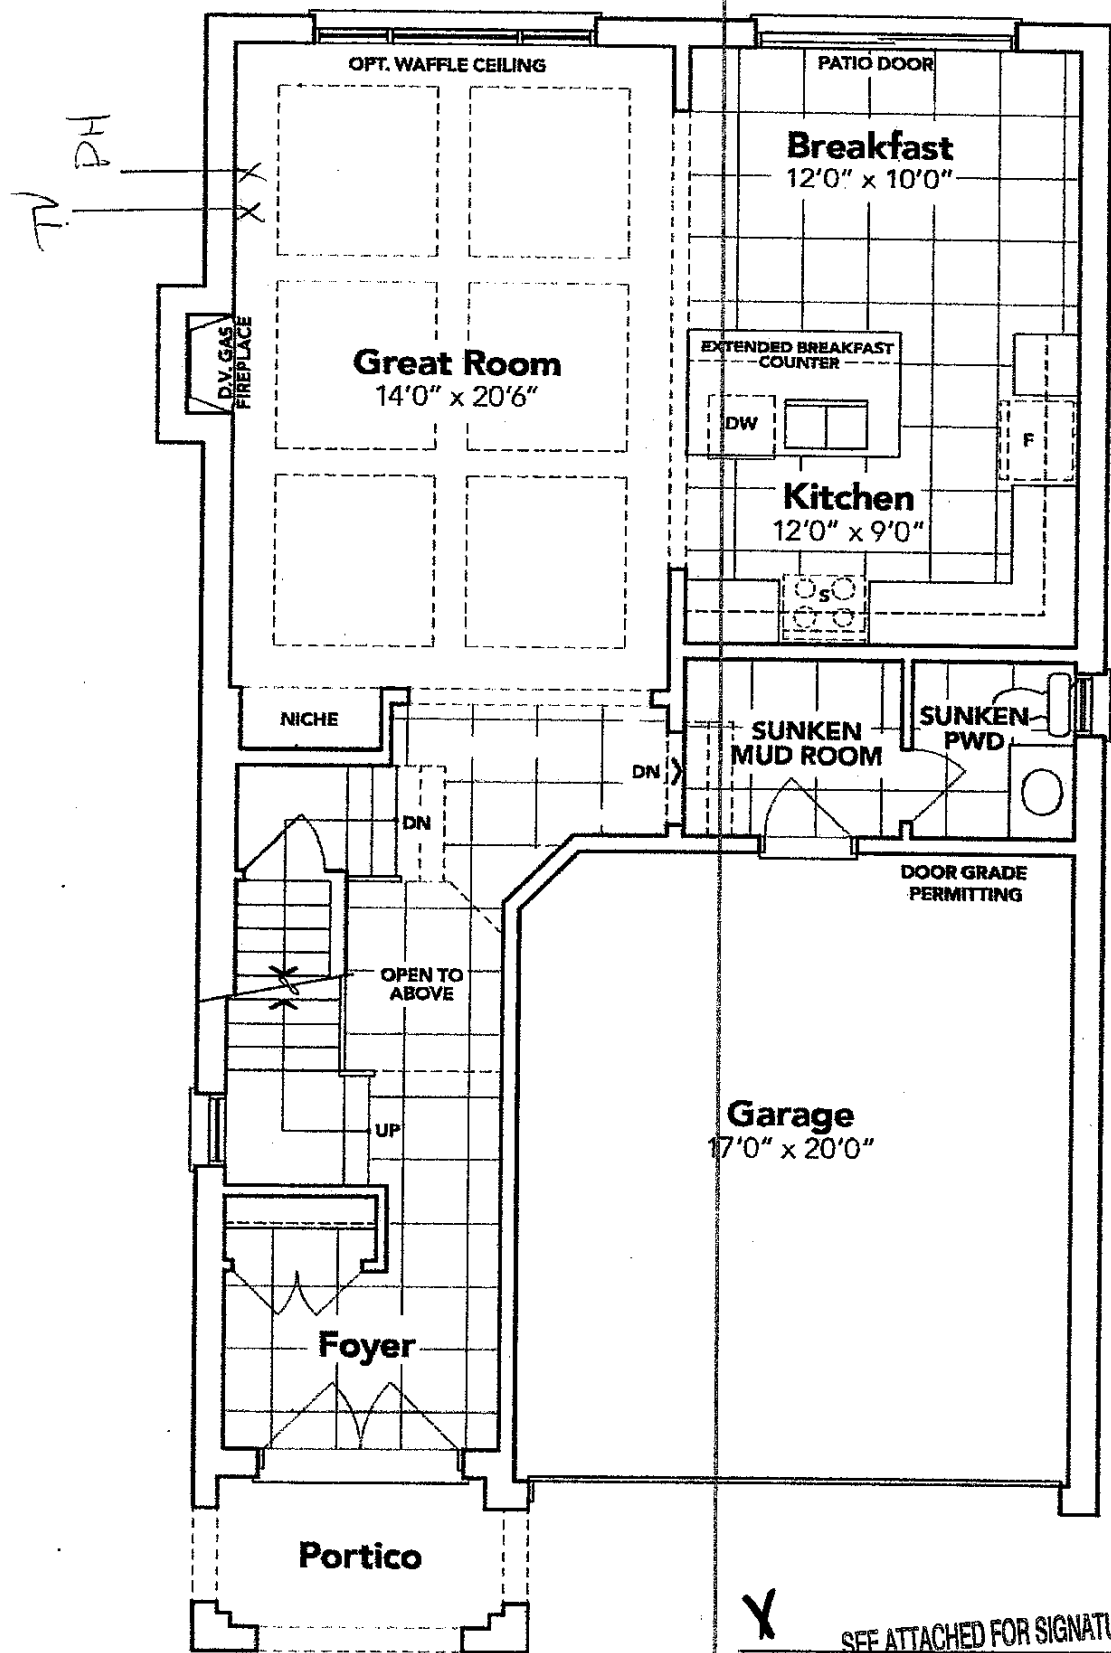 OPT. WAFFLE CEILING
PATIO DOOR
PH
TV
Breakfast
12'0" x 10'0"
D.V. GAS
FIREPLACE
Great Room
14'0" x 20'6"
EXTENDED BREAKFAST
COUNTER
DW
F
Kitchen
12'0" x 9'0"
S
NICHE
SUNKEN
MUD ROOM
SUNKEN
PWD
DN
DN
DOOR GRADE
PERMITTING
OPEN TO
ABOVE
UP
Garage
17'0" x 20'0"
Foyer
Portico
X
SEE ATTACHED FOR SIGNATU